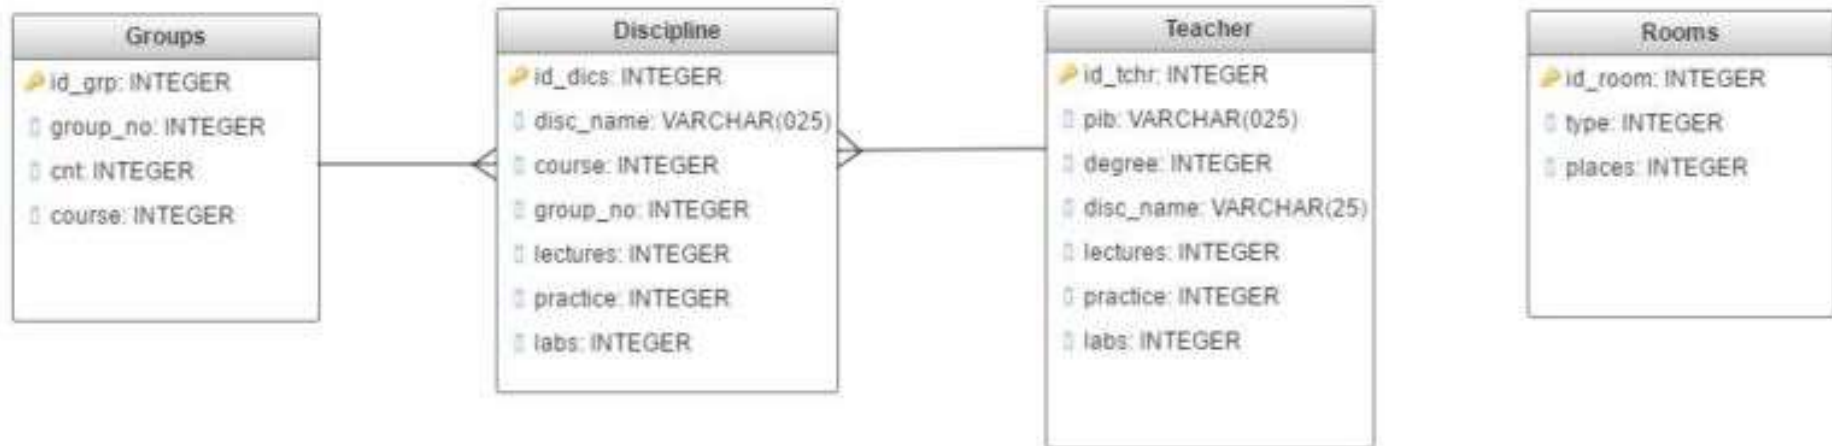 Groups
id_grp: INTEGER
group_no: INTEGER
cnt: INTEGER
course: INTEGER
Discipline
id_dics: INTEGER
disc_name: VARCHAR(025)
course: INTEGER
group_no: INTEGER
lectures: INTEGER
practice: INTEGER
labs: INTEGER
Teacher
id_tchr: INTEGER
pib: VARCHAR(025)
degree: INTEGER
disc_name: VARCHAR(25)
lectures: INTEGER
practice: INTEGER
labs: INTEGER
Rooms
id_room: INTEGER
type: INTEGER
places: INTEGER